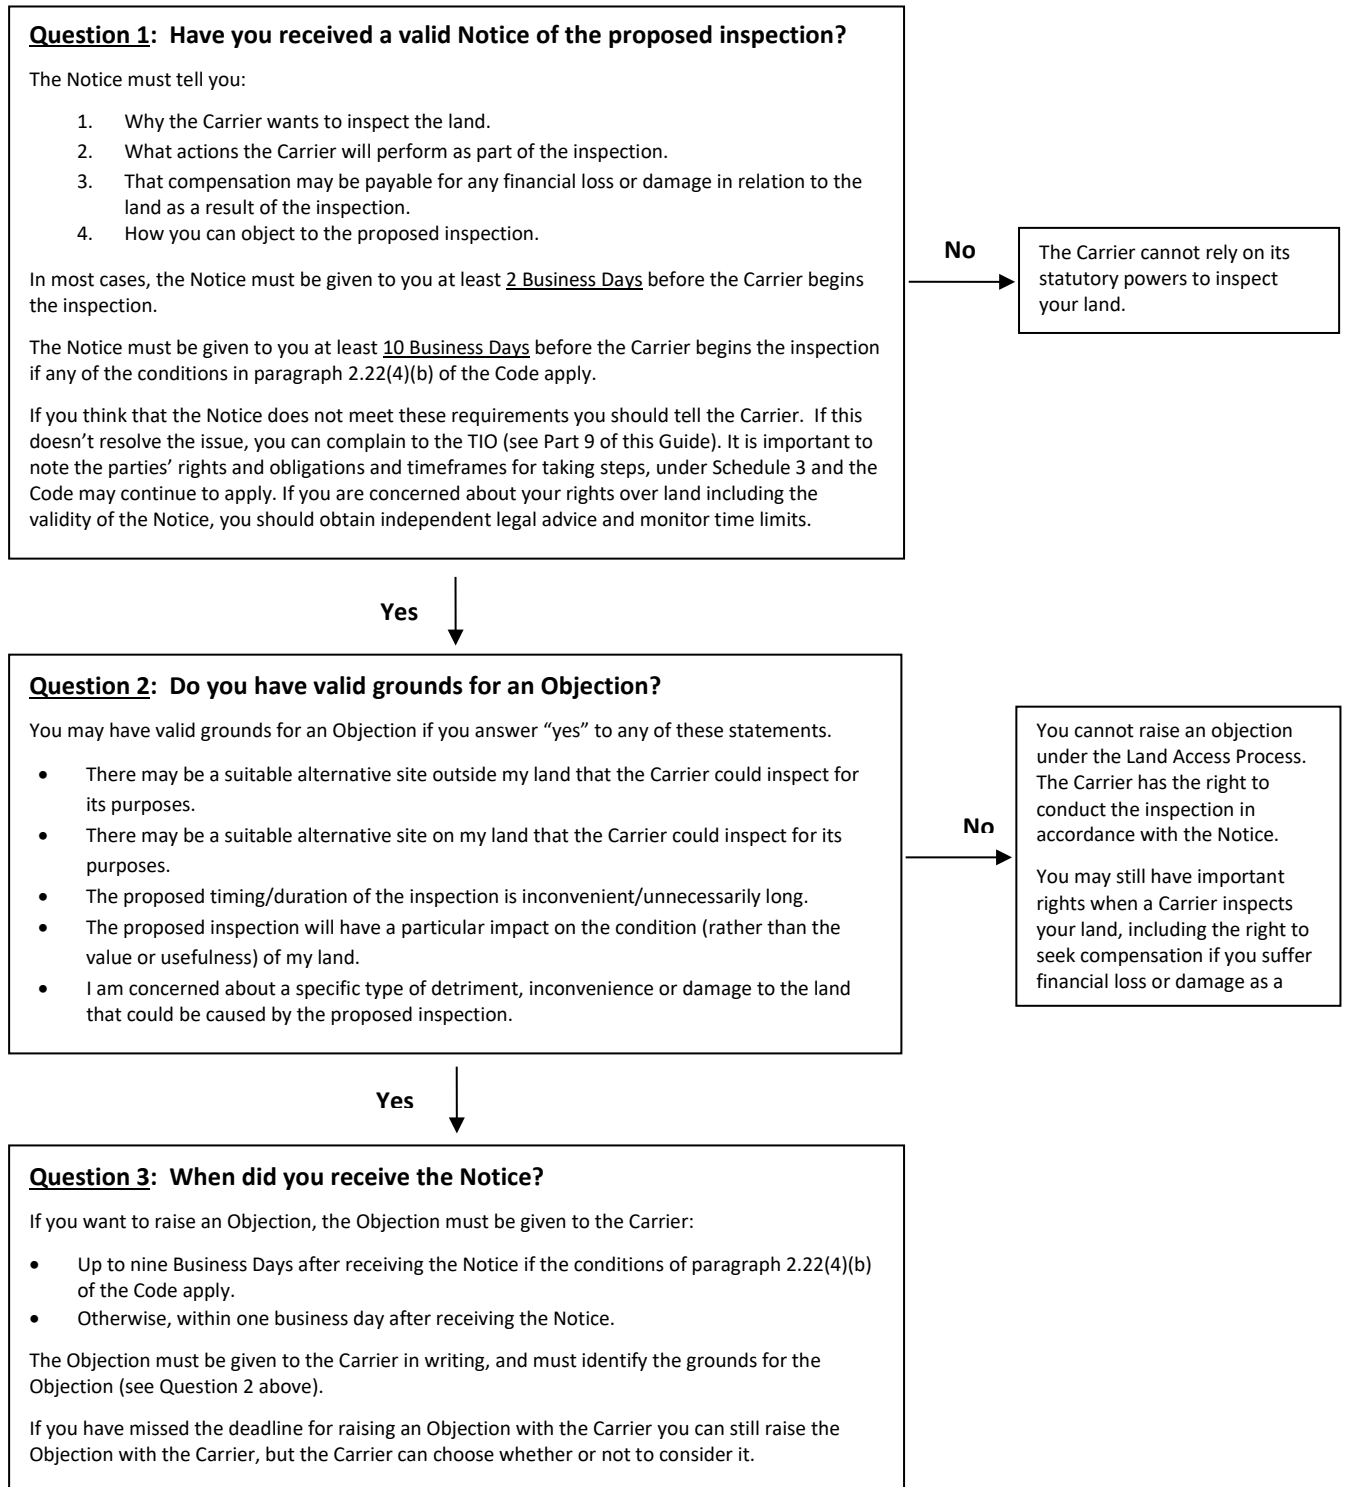 Question 1:  Have you received a valid Notice of the proposed inspection?
The Notice must tell you:
1. Why the Carrier wants to inspect the land.
2. What actions the Carrier will perform as part of the inspection.
3. That compensation may be payable for any financial loss or damage in relation to the
land as a result of the inspection.
4. How you can object to the proposed inspection.
In most cases, the Notice must be given to you at least 2 Business Days before the Carrier begins
the inspection.
The Notice must be given to you at least 10 Business Days before the Carrier begins the inspection
if any of the conditions in paragraph 2.22(4)(b) of the Code apply.
If you think that the Notice does not meet these requirements you should tell the Carrier.  If this
doesn’t resolve the issue, you can complain to the TIO (see Part 9 of this Guide). It is important to
note the parties’ rights and obligations and timeframes for taking steps, under Schedule 3 and the
Code may continue to apply. If you are concerned about your rights over land including the
validity of the Notice, you should obtain independent legal advice and monitor time limits.
No
The Carrier cannot rely on its
statutory powers to inspect
your land.
Yes
Question 2:  Do you have valid grounds for an Objection?
You may have valid grounds for an Objection if you answer “yes” to any of these statements.
• There may be a suitable alternative site outside my land that the Carrier could inspect for
its purposes.
• There may be a suitable alternative site on my land that the Carrier could inspect for its
purposes.
• The proposed timing/duration of the inspection is inconvenient/unnecessarily long.
• The proposed inspection will have a particular impact on the condition (rather than the
value or usefulness) of my land.
• I am concerned about a specific type of detriment, inconvenience or damage to the land
that could be caused by the proposed inspection.
No
You cannot raise an objection
under the Land Access Process.
The Carrier has the right to
conduct the inspection in
accordance with the Notice.
You may still have important
rights when a Carrier inspects
your land, including the right to
seek compensation if you suffer
financial loss or damage as a
Yes
Question 3:  When did you receive the Notice?
If you want to raise an Objection, the Objection must be given to the Carrier:
• Up to nine Business Days after receiving the Notice if the conditions of paragraph 2.22(4)(b)
of the Code apply.
• Otherwise, within one business day after receiving the Notice.
The Objection must be given to the Carrier in writing, and must identify the grounds for the
Objection (see Question 2 above).
If you have missed the deadline for raising an Objection with the Carrier you can still raise the
Objection with the Carrier, but the Carrier can choose whether or not to consider it.